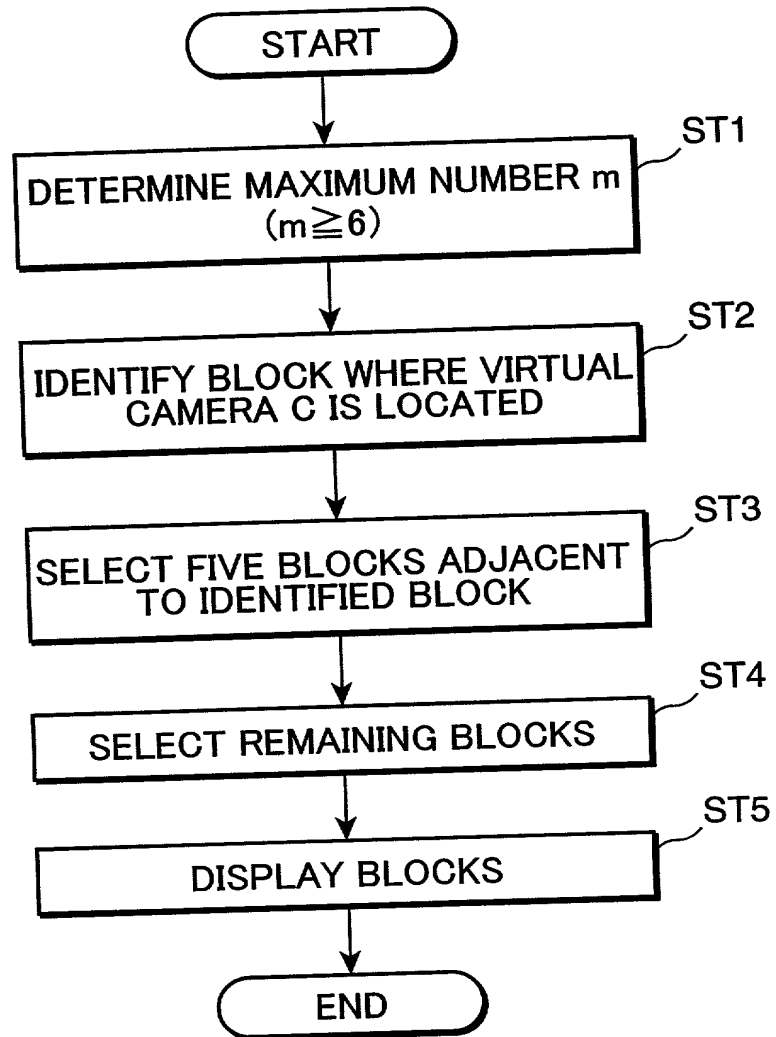 START
ST1
DETERMINE MAXIMUM NUMBER m
(m≧6)
ST2
IDENTIFY BLOCK WHERE VIRTUAL
CAMERA C IS LOCATED
ST3
SELECT FIVE BLOCKS ADJACENT
TO IDENTIFIED BLOCK
ST4
SELECT REMAINING BLOCKS
ST5
DISPLAY BLOCKS
END